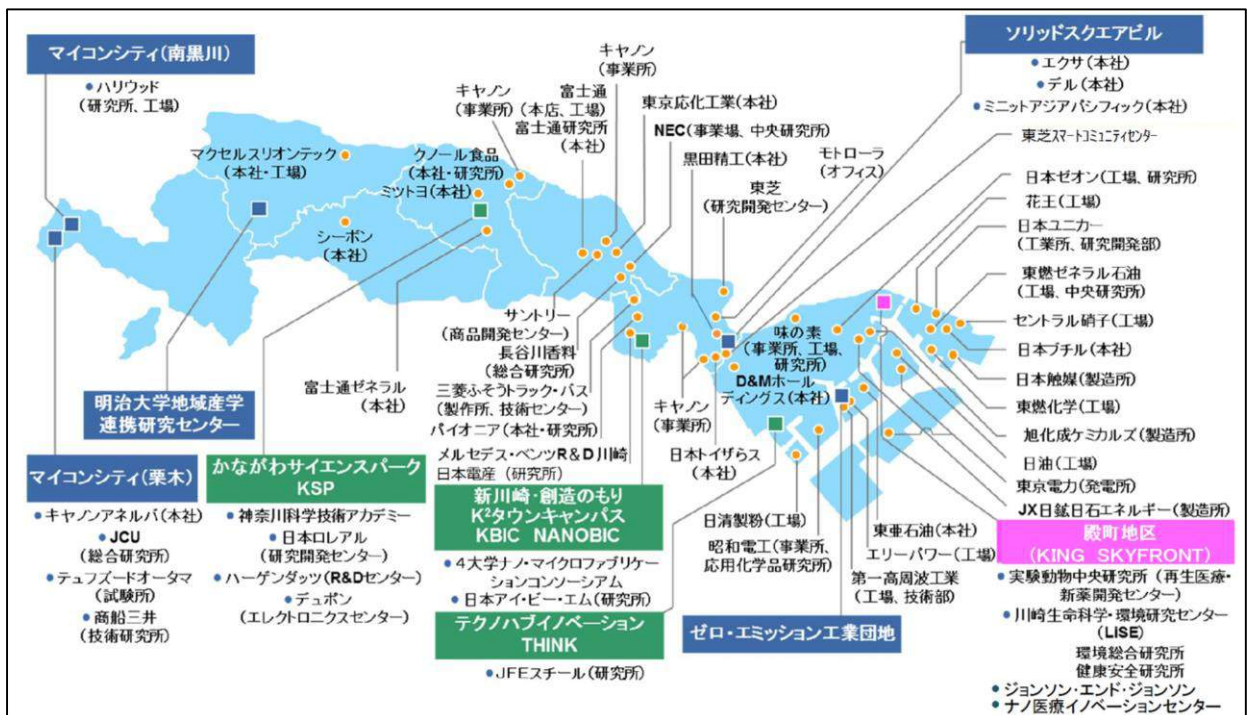 マイコンシティ(南黒川)
●ハリウッド
(研究所、工場)
マクセルスリオンテック
(本社・工場)
シーボン
(本社)
クノール食品
(本社・研究所)
ミツトヨ(本社)
キヤノン
(事業所)
富士通
(本店、工場)
富士通研究所
(本社)
キヤノン
(事業所)
東京応化工業(本社)
NEC(事業場、中央研究所)
黒田精工(本社)
東芝
(研究開発センター)
モトローラ
(オフィス)
ソリッドスクエアビル
●エクサ(本社)
●デル(本社)
●ミニットアジアパシフィック(本社)
東芝スマートコミュニティセンター
日本ゼオン(工場、研究所)
花王(工場)
日本ユニカー
(工業所、研究開発部)
東燃ゼネラル石油
(工場、中央研究所)
セントラル硝子(工場)
日本ブチル(本社)
日本触媒(製造所)
東燃化学(工場)
旭化成ケミカルズ(製造所)
日油(工場)
東京電力(発電所)
JX日鉱日石エネルギー(製造所)
サントリー
(商品開発センター)
長谷川香料
(総合研究所)
三菱ふそうトラック・バス
(製作所、技術センター)
パイオニア(本社・研究所)
メルセデス・ベンツR&D川崎
日本電産(研究所)
富士通ゼネラル
(本社)
キヤノン
(事業所)
日本トイザらス
(本社)
味の素
(事業所、工場、
研究所)
D&Mホール
ディングス(本社)
日清製粉(工場)
昭和電工(事業所、
応用化学品研究所)
東亜石油(本社)
エリーパワー(工場)
第一高周波工業
(工場、技術部)
明治大学地域産学
連携研究センター
マイコンシティ(栗木)
●キヤノンアネルバ(本社)
●JCU
(総合研究所)
●テュフズードオータマ
(試験所)
●商船三井
(技術研究所)
かながわサイエンスパーク
KSP
●神奈川科学技術アカデミー
●日本ロレアル
(研究開発センター)
●ハーゲンダッツ(R&Dセンター)
●デュポン
(エレクトロニクスセンター)
新川崎・創造のもり
K²タウンキャンパス
KBIC NANOBIC
●4大学ナノ・マイクロファブリケー
ションコンソーシアム
●日本アイ・ビー・エム(研究所)
テクノハブイノベーション
THINK
●JFEスチール(研究所)
ゼロ・エミッション工業団地
殿町地区
(KING SKYFRONT)
●実験動物中央研究所(再生医療・
新薬開発センター)
●川崎生命科学・環境研究センター
(LiSE)
環境総合研究所
健康安全研究所
●ジョンソン・エンド・ジョンソン
●ナノ医療イノベーションセンター